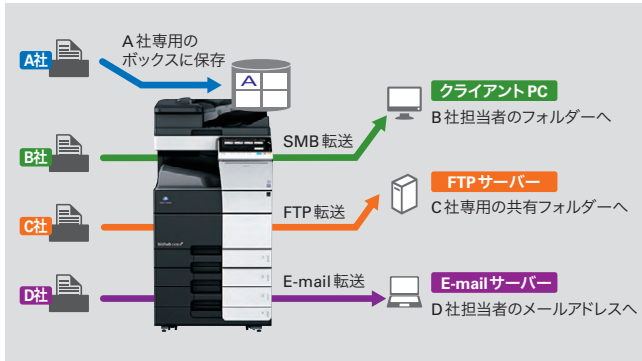 A社
A社専用の
ボックスに保存
A
B社
SMB転送
クライアントPC
B社担当者のフォルダーへ
C社
FTP転送
FTPサーバー
C社専用の共有フォルダーへ
D社
E-mail転送
E-mailサーバー
D社担当者のメールアドレスへ